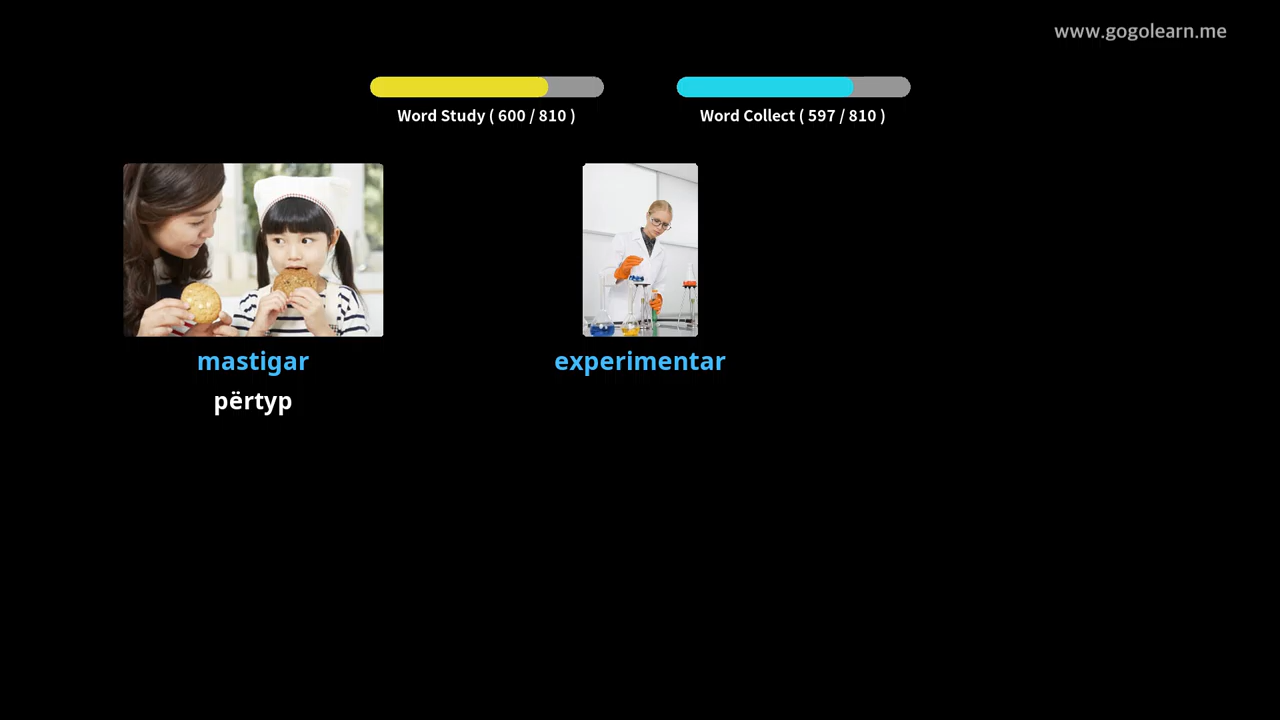 www.gogolearn.me
Word Study ( 600 / 810 )
Word Collect ( 597 / 810 )
mastigar
experimentar
përtyp